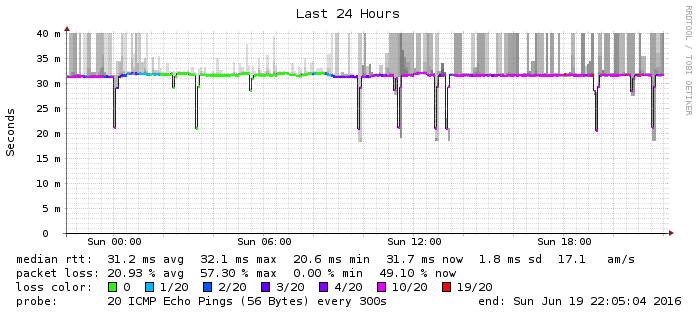 Last 24 Hours
RRDTOOL / TOBI OETIKER
Seconds
40 m
35 m
30 m
25 m
20 m
15 m
10 m
5 m
0
Sun 00:00 Sun 06:00 Sun 12:00 Sun 18:00
median rtt: 31.2 ms avg 32.1 ms max 20.6 ms min 31.7 ms now 1.8 ms sd 17.1 am/s
packet loss: 20.93 % avg 57.30 % max 0.00 % min 49.10 % now
loss color: 0 1/20 2/20 3/20 4/20 10/20 19/20
probe: 20 ICMP Echo Pings (56 Bytes) every 300s end: Sun Jun 19 22:05:04 2016